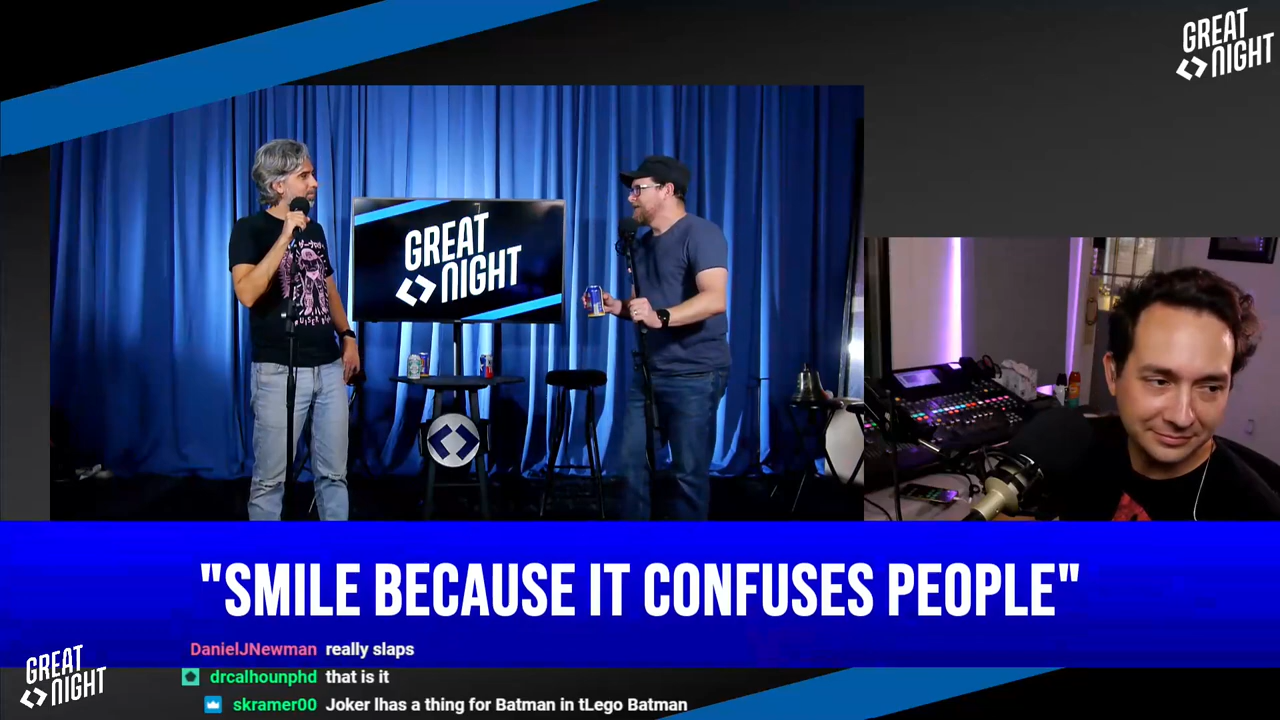 GREAT
NIGHT
GREAT
NIGHT
"SMILE BECAUSE IT CONFUSES PEOPLE"
DanielJNewman really slaps
drcalhounphd that is it
skramer00 Joker lhas a thing for Batman in tLego Batman
GREAT
NIGHT